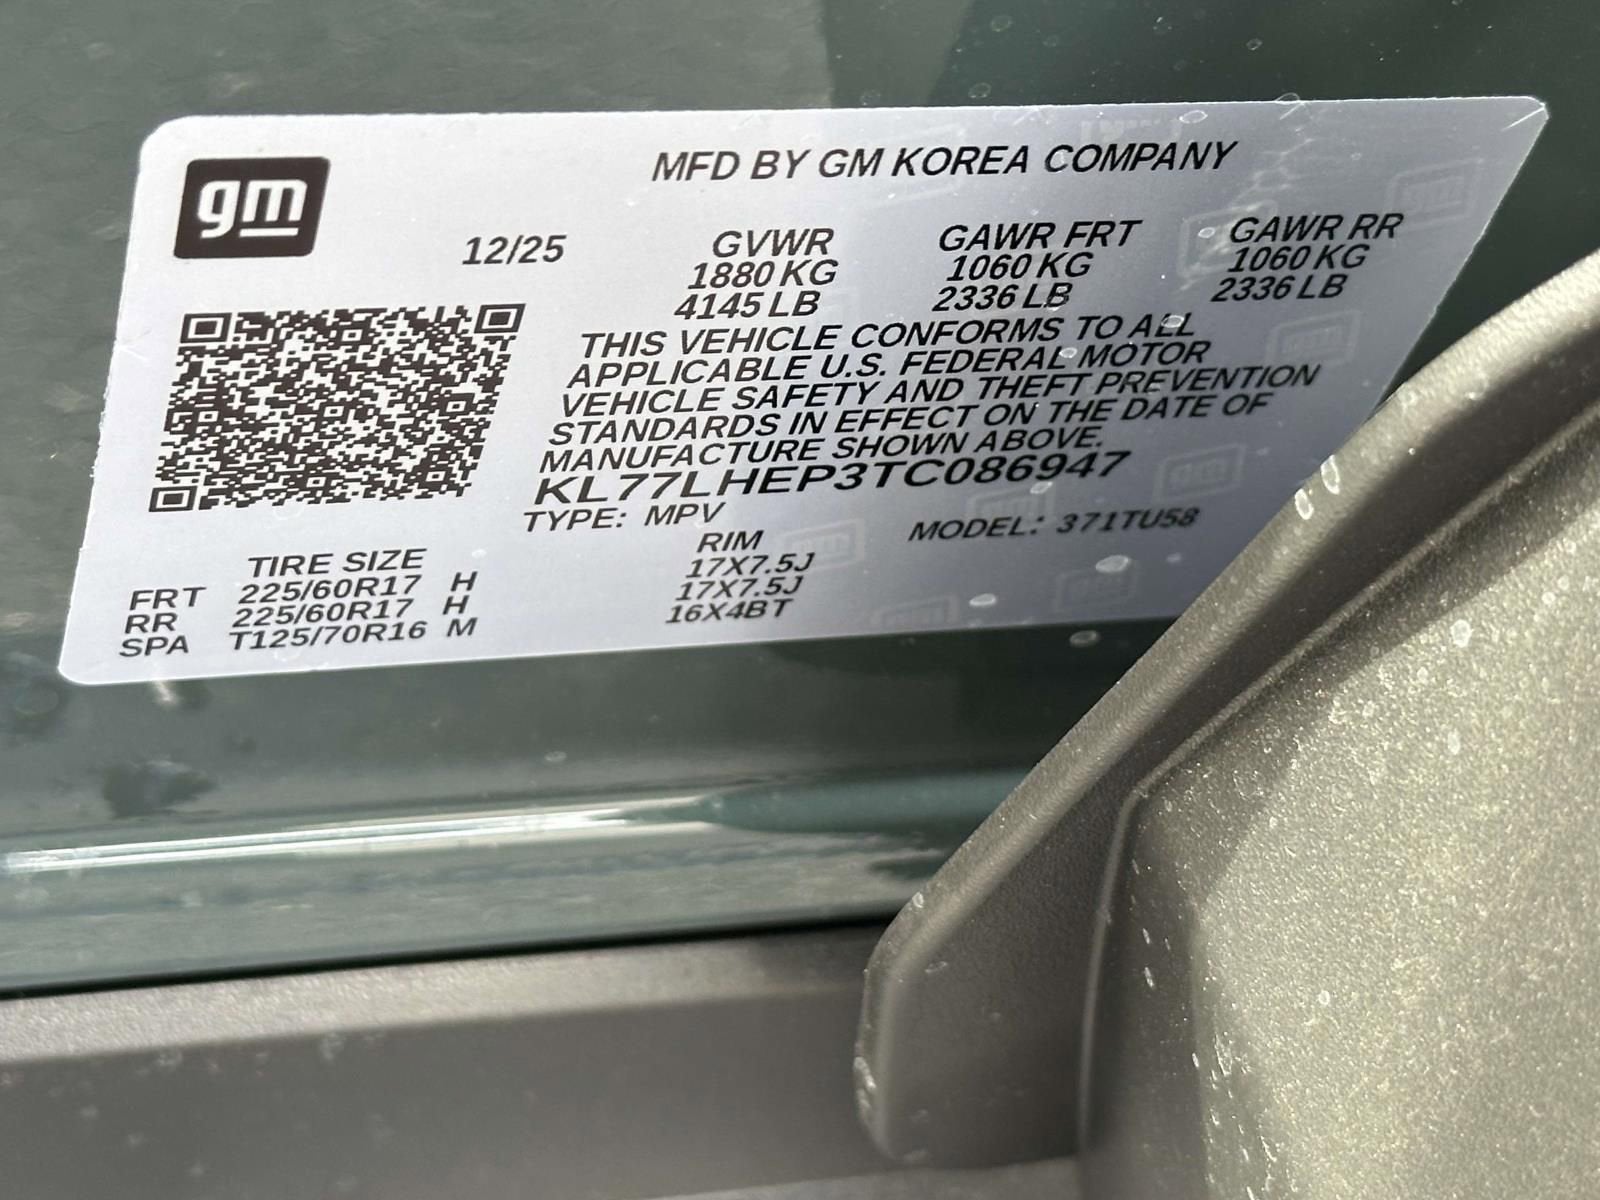 gm
MFD BY GM KOREA COMPANY
12/25 GVWR GAWR FRT GAWR RR
1880 KG 1060 KG 1060 KG
4145 LB 2336 LB 2336 LB
THIS VEHICLE CONFORMS TO ALL
APPLICABLE U.S. FEDERAL MOTOR
VEHICLE SAFETY AND THEFT PREVENTION
STANDARDS IN EFFECT ON THE DATE OF
MANUFACTURE SHOWN ABOVE.
KL77LHEP3TC086947
TYPE: MPV MODEL: 371TU58
TIRE SIZE RIM
FRT 225/60R17 H 17X7.5J
RR 225/60R17 H 17X7.5J
SPA T125/70R16 M 16X4BT